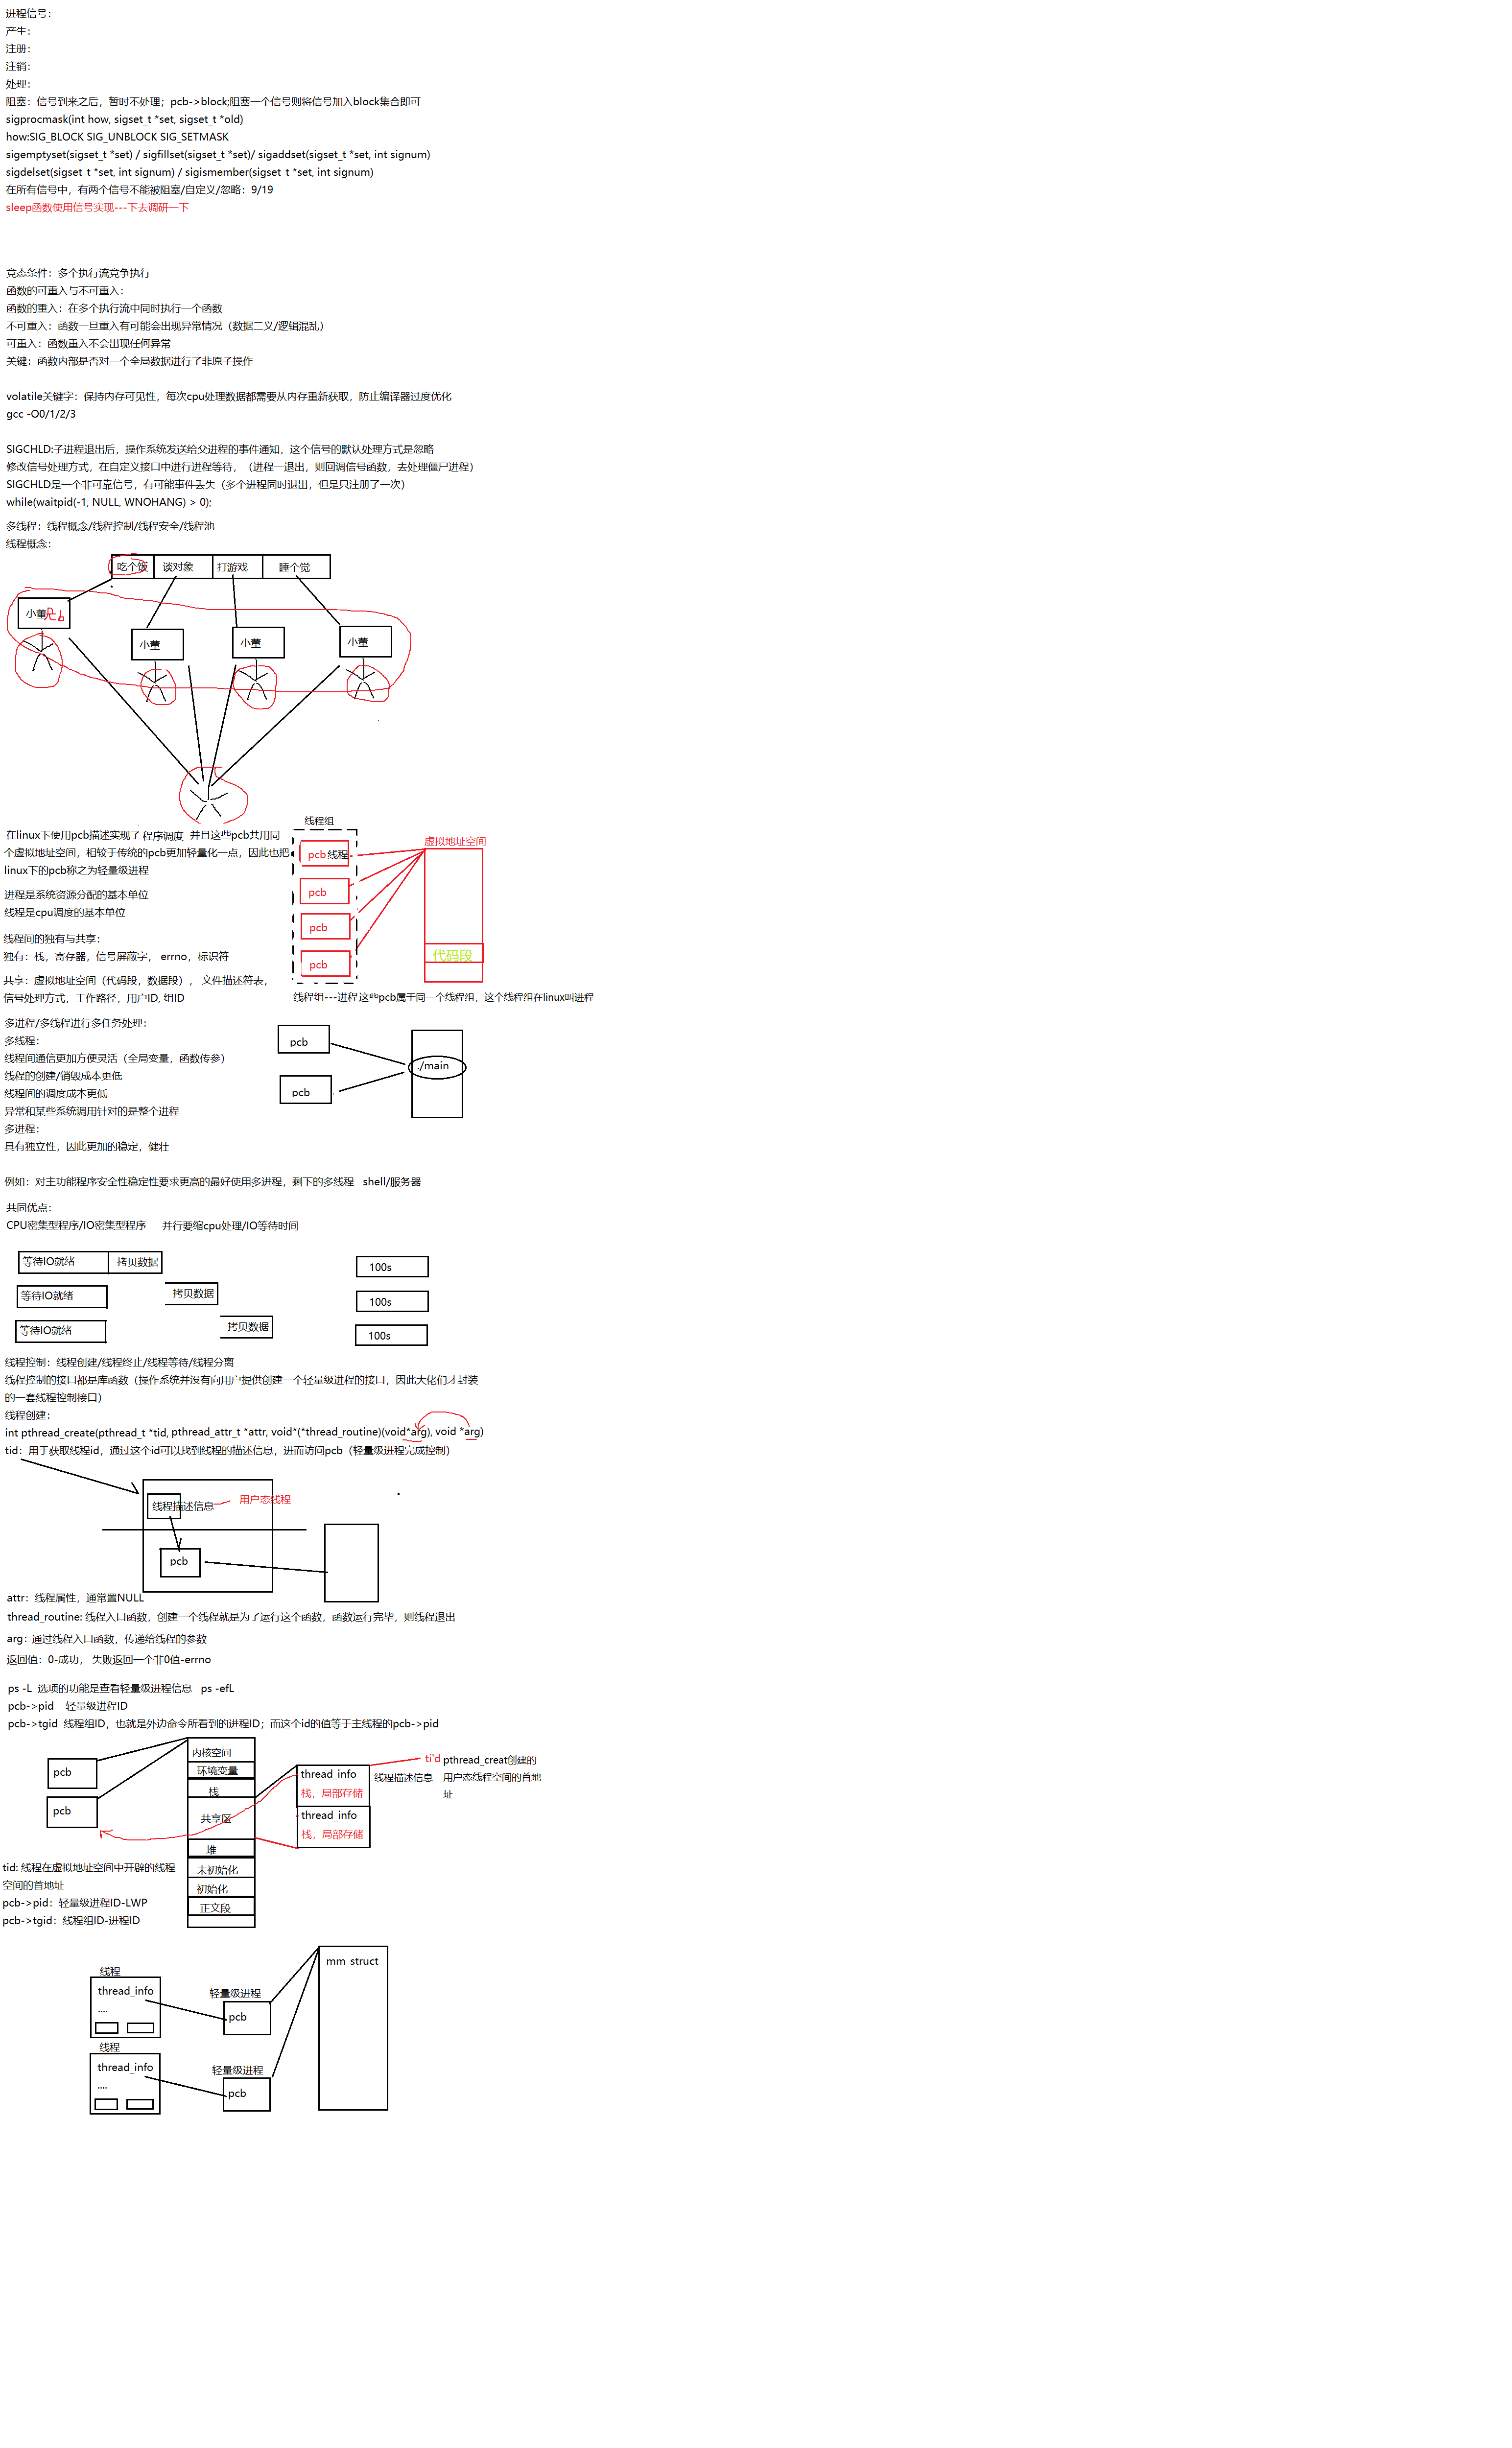 进程信号：
产生：
注册：
注销：
处理：
阻塞：信号到来之后，暂时不处理；pcb->block;阻塞一个信号则将信号加入block集合即可
sigprocmask(int how, sigset_t *set, sigset_t *old)
how:SIG_BLOCK SIG_UNBLOCK SIG_SETMASK
sigemptyset(sigset_t *set) / sigfillset(sigset_t *set)/ sigaddset(sigset_t *set, int signum)
sigdelset(sigset_t *set, int signum) / sigismember(sigset_t *set, int signum)
在所有信号中，有两个信号不能被阻塞/自定义/忽略：9/19
sleep函数使用信号实现---下去调研一下
竞态条件：多个执行流竞争执行
函数的可重入与不可重入：
函数的重入：在多个执行流中同时执行一个函数
不可重入：函数一旦重入有可能会出现异常情况（数据二义/逻辑混乱）
可重入：函数重入不会出现任何异常
关键：函数内部是否对一个全局数据进行了非原子操作
volatile关键字：保持内存可见性，每次cpu处理数据都需要从内存重新获取，防止编译器过度优化
gcc -O0/1/2/3
SIGCHLD:子进程退出后，操作系统发送给父进程的事件通知，这个信号的默认处理方式是忽略
修改信号处理方式，在自定义接口中进行进程等待，（进程一退出，则回调信号函数，去处理僵尸进程）
SIGCHLD是一个非可靠信号，有可能事件丢失（多个进程同时退出，但是只注册了一次）
while(waitpid(-1, NULL, WNOHANG) > 0);
多线程：线程概念/线程控制/线程安全/线程池
线程概念：
吃个饭 谈对象 打游戏 睡个觉
小董
小董 小董 小董
线程组
在linux下使用pcb描述实现了 程序调度 并且这些pcb共用同一
个虚拟地址空间，相较于传统的pcb更加轻量化一点，因此也把
linux下的pcb称之为轻量级进程
虚拟地址空间
pcb 线程
pcb
pcb
pcb
代码段
进程是系统资源分配的基本单位
线程是cpu调度的基本单位
线程间的独有与共享：
独有：栈，寄存器，信号屏蔽字， errno，标识符
共享：虚拟地址空间（代码段，数据段）， 文件描述符表，
信号处理方式，工作路径，用户ID, 组ID
线程组---进程 这些pcb属于同一个线程组，这个线程组在linux叫进程
多进程/多线程进行多任务处理：
多线程：
线程间通信更加方便灵活（全局变量，函数传参）
线程的创建/销毁成本更低
线程间的调度成本更低
异常和某些系统调用针对的是整个进程
多进程：
具有独立性，因此更加的稳定，健壮
pcb
./main
pcb
例如：对主功能程序安全性稳定性要求更高的最好使用多进程，剩下的多线程 shell/服务器
共同优点：
CPU密集型程序/IO密集型程序 并行要缩cpu处理/IO等待时间
等待IO就绪 拷贝数据 100s
等待IO就绪 拷贝数据 100s
等待IO就绪 拷贝数据 100s
线程控制：线程创建/线程终止/线程等待/线程分离
线程控制的接口都是库函数（操作系统并没有向用户提供创建一个轻量级进程的接口，因此大佬们才封装
的一套线程控制接口）
线程创建：
int pthread_create(pthread_t *tid, pthread_attr_t *attr, void*(*thread_routine)(void*arg), void *arg)
tid：用于获取线程id，通过这个id可以找到线程的描述信息，进而访问pcb（轻量级进程完成控制）
线程描述信息 用户态线程
pcb
attr：线程属性，通常置NULL
thread_routine: 线程入口函数，创建一个线程就是为了运行这个函数，函数运行完毕，则线程退出
arg：通过线程入口函数，传递给线程的参数
返回值：0-成功， 失败返回一个非0值-errno
ps -L 选项的功能是查看轻量级进程信息 ps -efL
pcb->pid 轻量级进程ID
pcb->tgid 线程组ID，也就是外边命令所看到的进程ID；而这个id的值等于主线程的pcb->pid
pcb
pcb
内核空间
环境变量
栈
共享区
堆
未初始化
初始化
正文段
thread_info
栈，局部存储
thread_info
栈，局部存储
线程描述信息
ti'd
pthread_creat创建的
用户态线程空间的首地
址
tid: 线程在虚拟地址空间中开辟的线程
空间的首地址
pcb->pid：轻量级进程ID-LWP
pcb->tgid：线程组ID-进程ID
mm struct
线程
thread_info
....
轻量级进程
pcb
线程
thread_info
....
轻量级进程
pcb